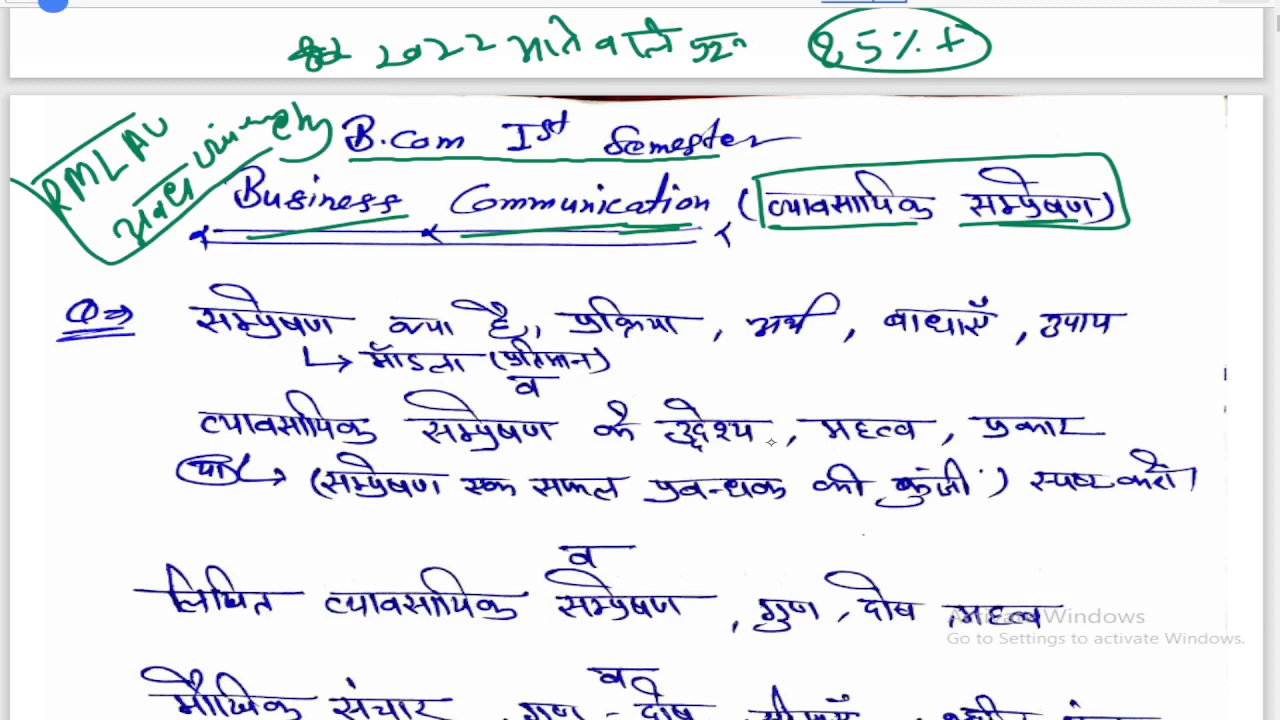 2022 आने वाले प्रश्न 85% +
RMLAU
अवध University
B.Com Ist Semester
Business Communication (व्यावसायिक सम्प्रेषण)
Q⇒ सम्प्रेषण क्या है,, प्रक्रिया, अर्थ, बाधाएँ, उपाय
↳ मॉडल (प्रतिमान)
व
व्यावसायिक सम्प्रेषण के उद्देश्य, महत्व, प्रकार
या ↳ (सम्प्रेषण एक सफल प्रबन्धक की कुंजी) स्पष्ट करो।
व
लिखित व्यावसायिक सम्प्रेषण, गुण, दोष, महत्व
Activate Windows
Go to Settings to activate Windows.
व
मौखिक संचार, गुण - दोष